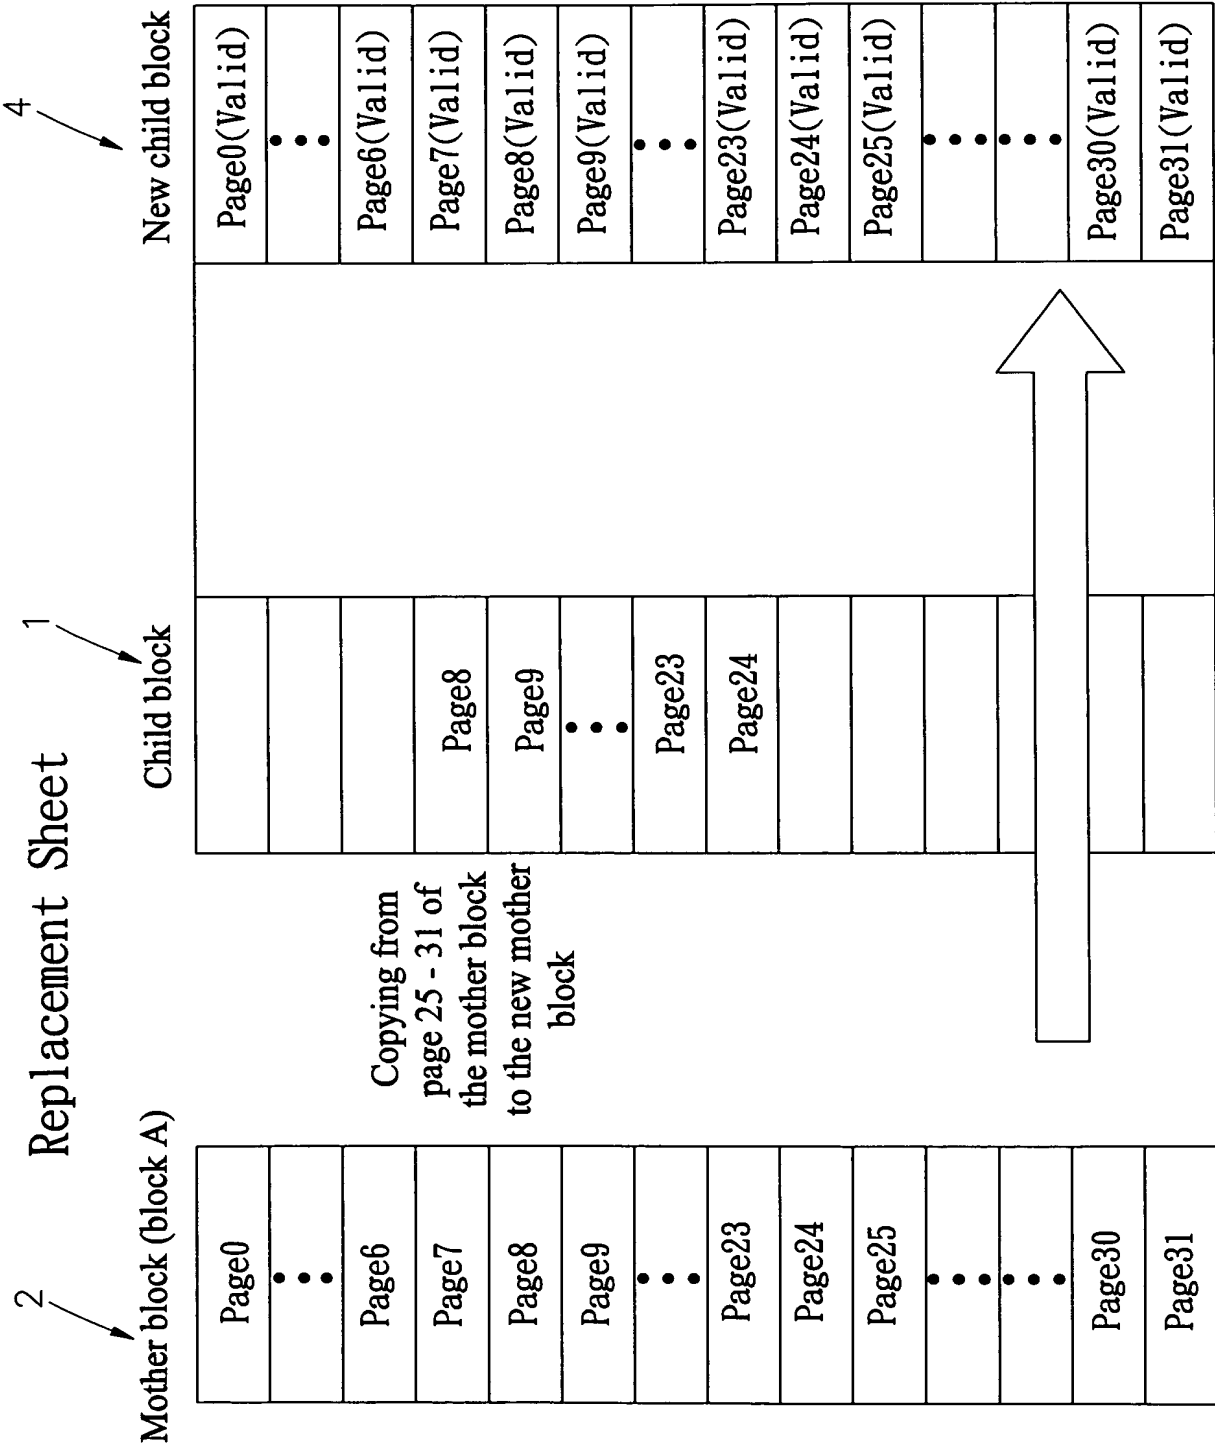 Replacement Sheet
2
Mother block (block A)
Page0
Page6
Page7
Page8
Page9
Page23
Page24
Page25
Page30
Page31
Copying from
page 25 - 31 of
the mother block
to the new mother
block
1
Child block
Page8
Page9
Page23
Page24
4
New child block
Page0(Valid)
Page6(Valid)
Page7(Valid)
Page8(Valid)
Page9(Valid)
Page23(Valid)
Page24(Valid)
Page25(Valid)
Page30(Valid)
Page31(Valid)